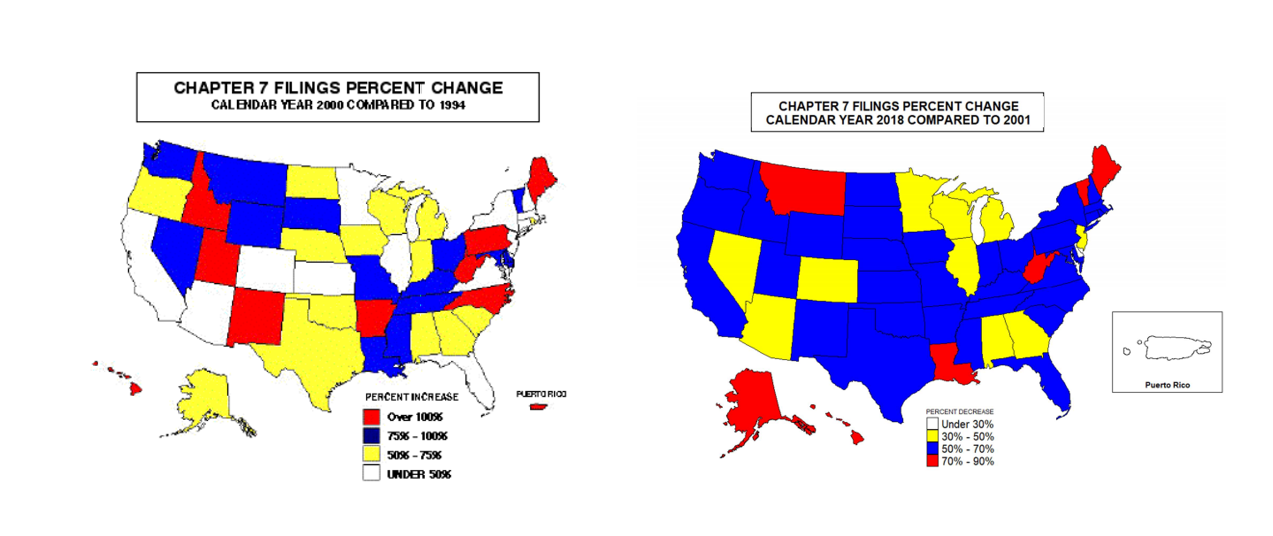 CHAPTER 7 FILINGS PERCENT CHANGE
CALENDAR YEAR 2000 COMPARED TO 1994
PERCENT INCREASE
Over 100%
75% - 100%
50% - 75%
UNDER 50%
PUERTO RICO
CHAPTER 7 FILINGS PERCENT CHANGE
CALENDAR YEAR 2018 COMPARED TO 2001
Puerto Rico
PERCENT DECREASE
Under 30%
30% - 50%
50% - 70%
70% - 90%